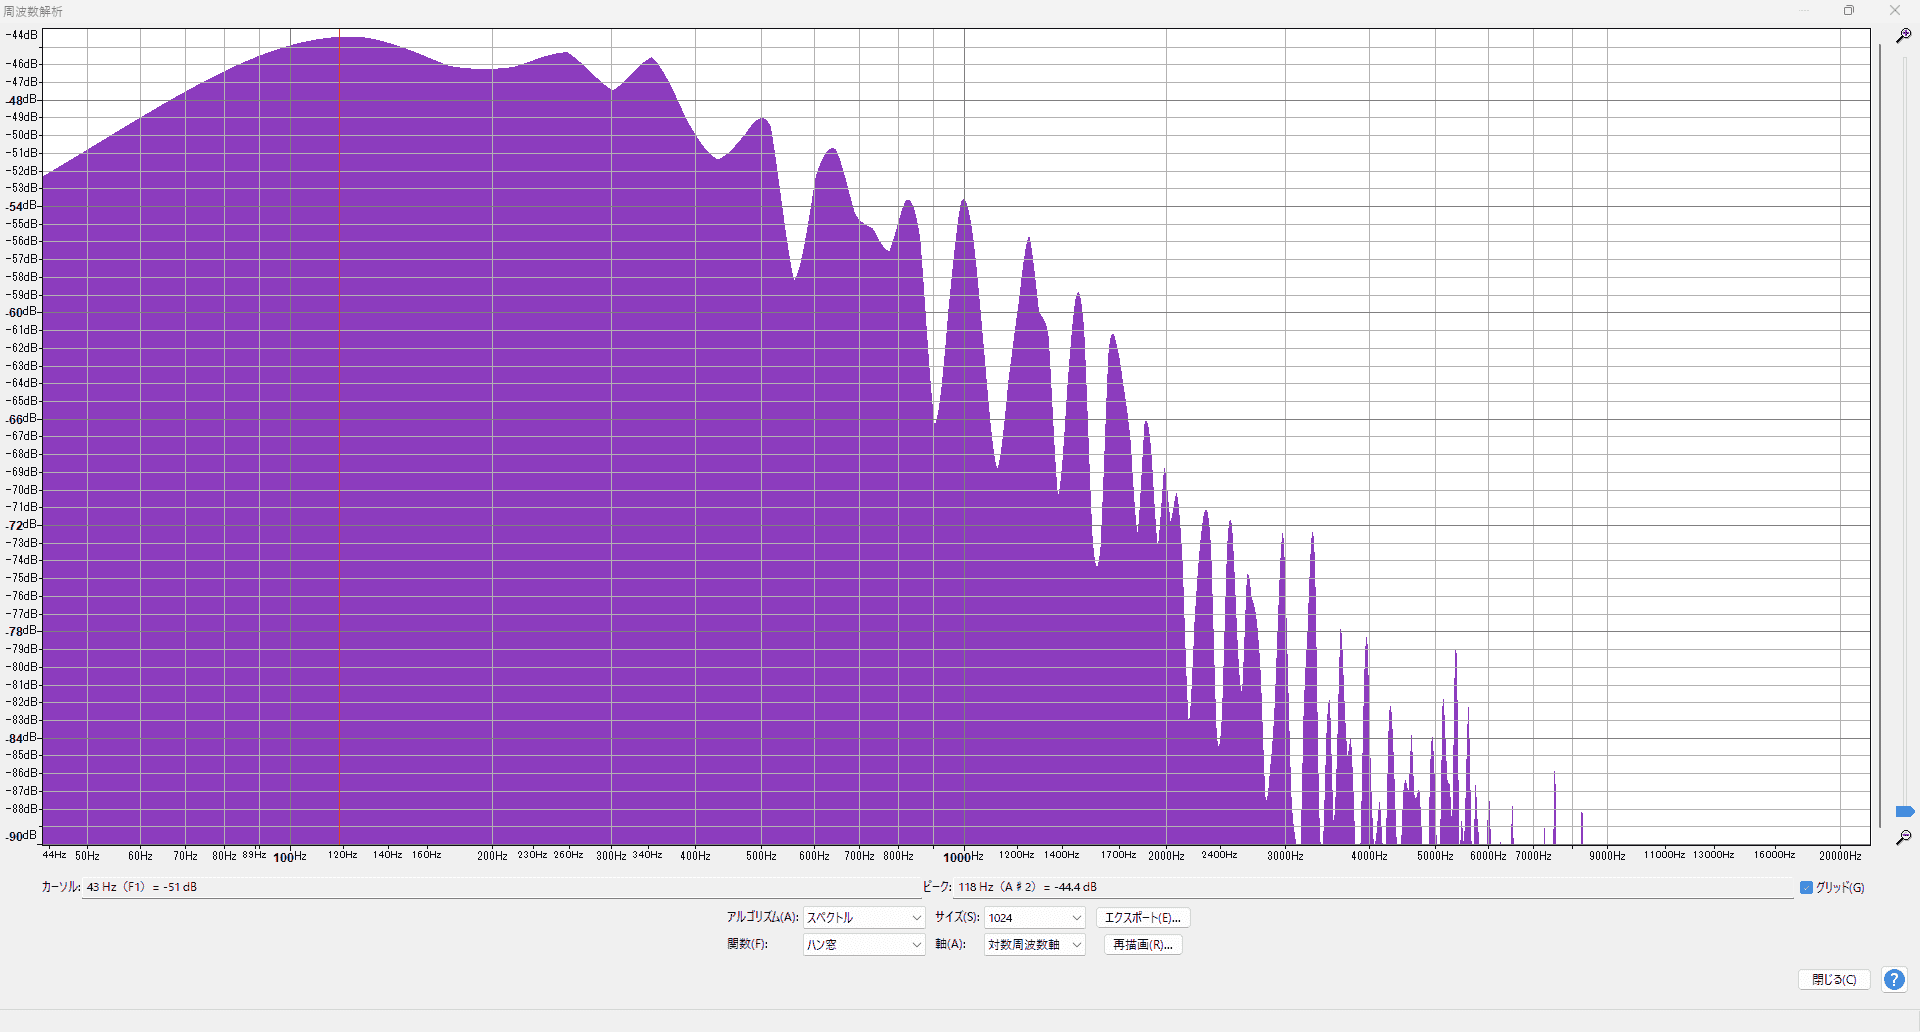 周波数解析
-44dB
-46dB
-47dB
-48dB
-49dB
-50dB
-51dB
-52dB
-53dB
-54dB
-55dB
-56dB
-57dB
-58dB
-59dB
-60dB
-61dB
-62dB
-63dB
-64dB
-65dB
-66dB
-67dB
-68dB
-69dB
-70dB
-71dB
-72dB
-73dB
-74dB
-75dB
-76dB
-77dB
-78dB
-79dB
-80dB
-81dB
-82dB
-83dB
-84dB
-85dB
-86dB
-87dB
-88dB
-90dB
44Hz 50Hz 60Hz 70Hz 80Hz 89Hz 100Hz 120Hz 140Hz 160Hz 200Hz 230Hz 260Hz 300Hz 340Hz 400Hz 500Hz 600Hz 700Hz 800Hz 1000Hz 1200Hz 1400Hz 1700Hz 2000Hz 2400Hz 3000Hz 4000Hz 5000Hz 6000Hz 7000Hz 9000Hz 11000Hz 13000Hz 16000Hz 20000Hz
カーソル: 43 Hz (F1) = -51 dB ピーク: 118 Hz (A♯2) = -44.4 dB グリッド(G)
アルゴリズム(A): スペクトル サイズ(S): 1024 エクスポート(E)...
関数(F): ハン窓 軸(A): 対数周波数軸 再描画(R)...
閉じる(C) ?